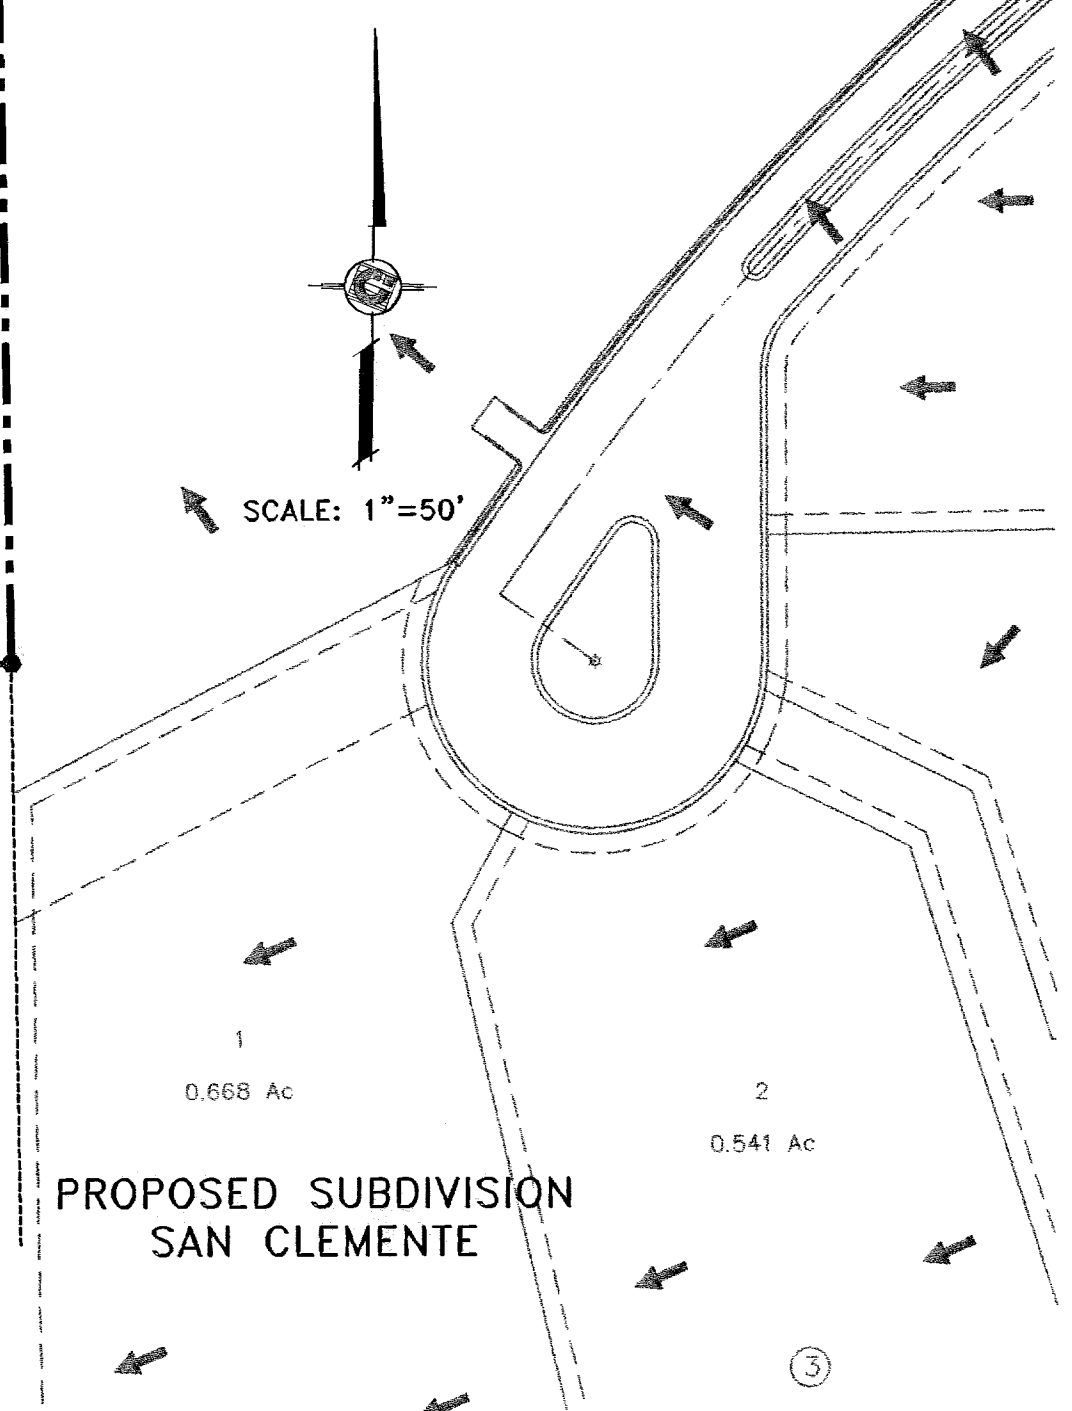 SCALE: 1"=50'
1
0.668 Ac
2
0.541 Ac
PROPOSED SUBDIVISION
SAN CLEMENTE
3